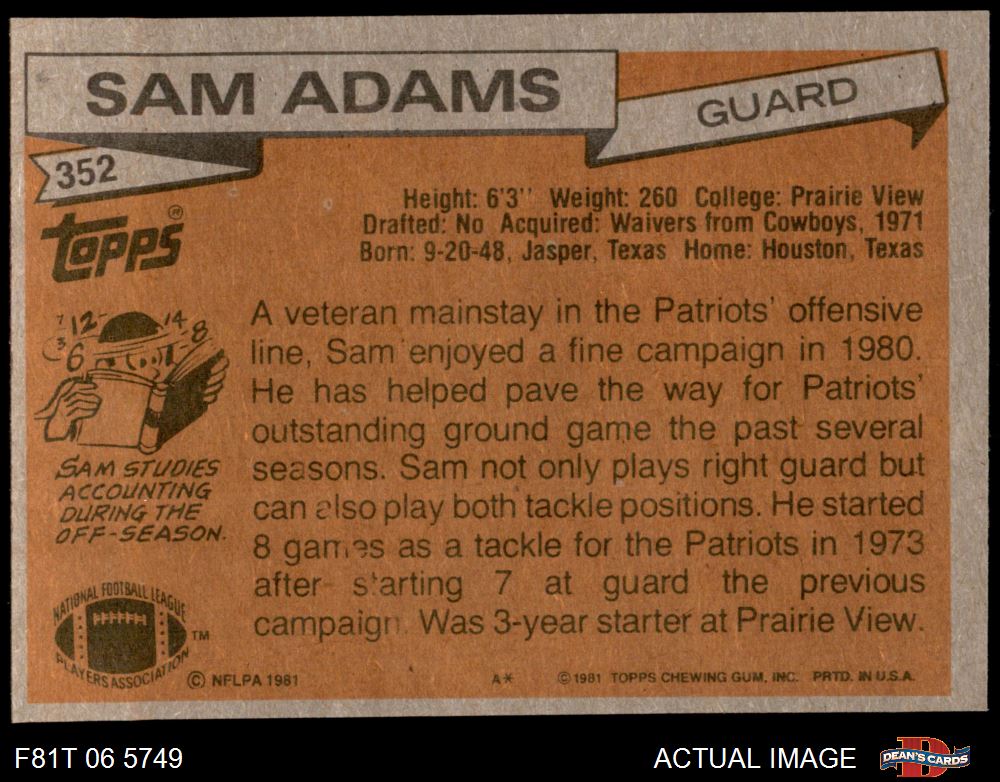 SAM ADAMS
GUARD
352
TOPPS®
Height: 6'3'' Weight: 260 College: Prairie View
Drafted: No Acquired: Waivers from Cowboys, 1971
Born: 9-20-48, Jasper, Texas Home: Houston, Texas
7 12 14 8
3 6
SAM STUDIES
ACCOUNTING
DURING THE
OFF-SEASON.
A veteran mainstay in the Patriots' offensive
line, Sam enjoyed a fine campaign in 1980.
He has helped pave the way for Patriots'
outstanding ground game the past several
seasons. Sam not only plays right guard but
can also play both tackle positions. He started
8 games as a tackle for the Patriots in 1973
after starting 7 at guard the previous
campaign. Was 3-year starter at Prairie View.
NATIONAL FOOTBALL LEAGUE
PLAYERS ASSOCIATION
TM
© NFLPA 1981
A*
© 1981 TOPPS CHEWING GUM, INC. PRTD. IN U.S.A.
F81T 06 5749
ACTUAL IMAGE
D
DEAN'S CARDS